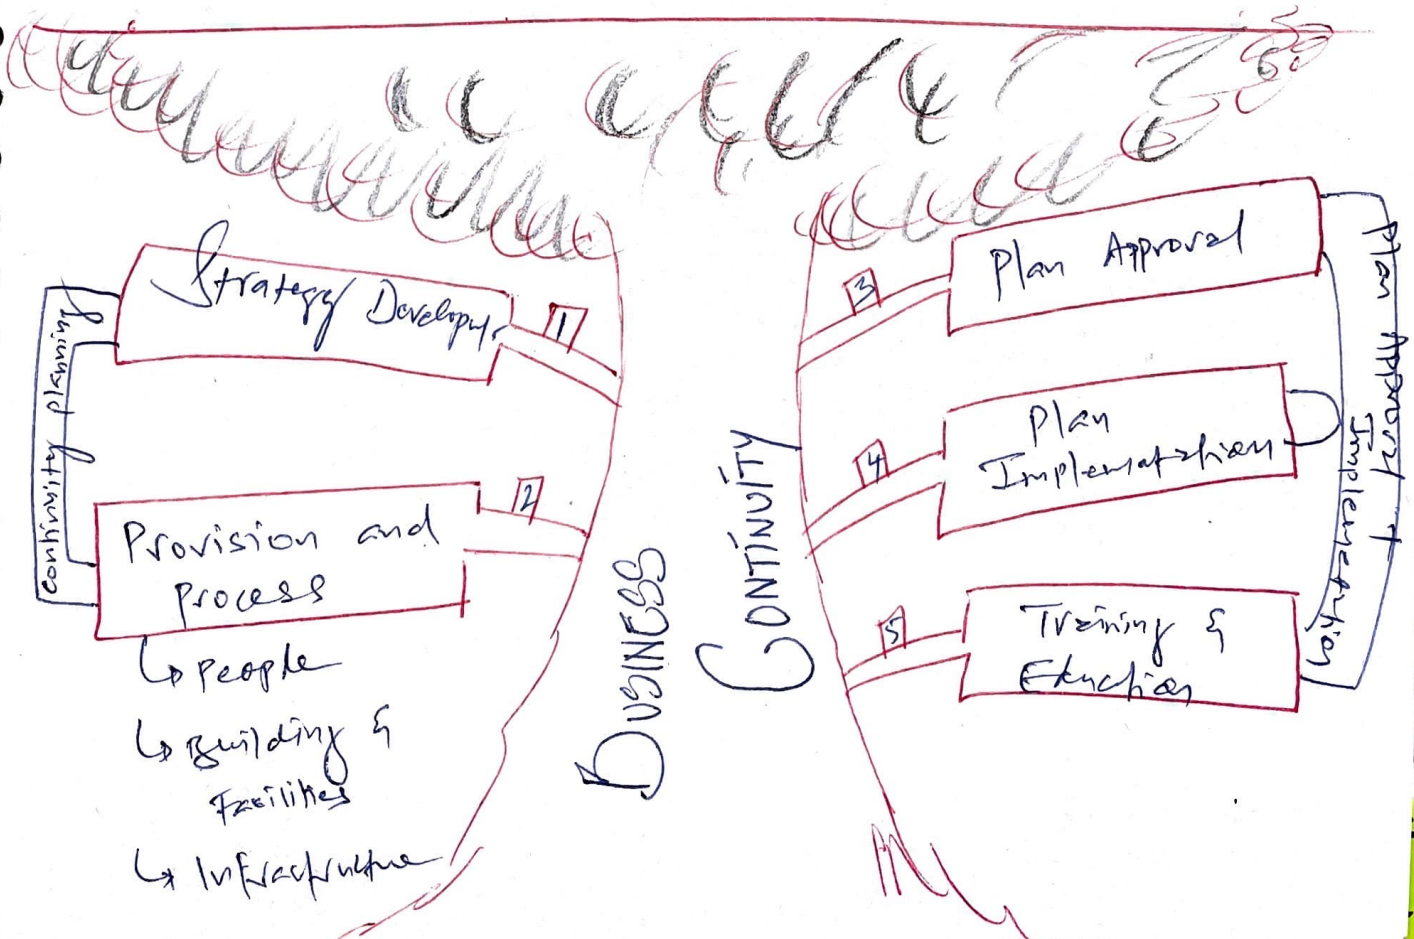 Strategy Developmt
1
continuity planning
2
Provision and
process
↳ People
↳ Building &
Facilities
↳ Infrastructure
BUSINESS
CONTINUITY
3
Plan Approval
4
Plan
Implementation
5
Training &
Education
Plan Approval +
Implementation